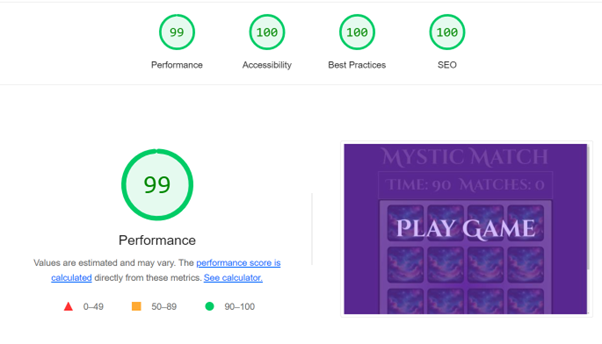 99 100 100 100
Performance Accessibility Best Practices SEO
99
Performance
Values are estimated and may vary. The performance score is
calculated directly from these metrics. See calculator.
0–49 50–89 90–100
Mystic Match
Time: 90 Matches: 0
Play Game